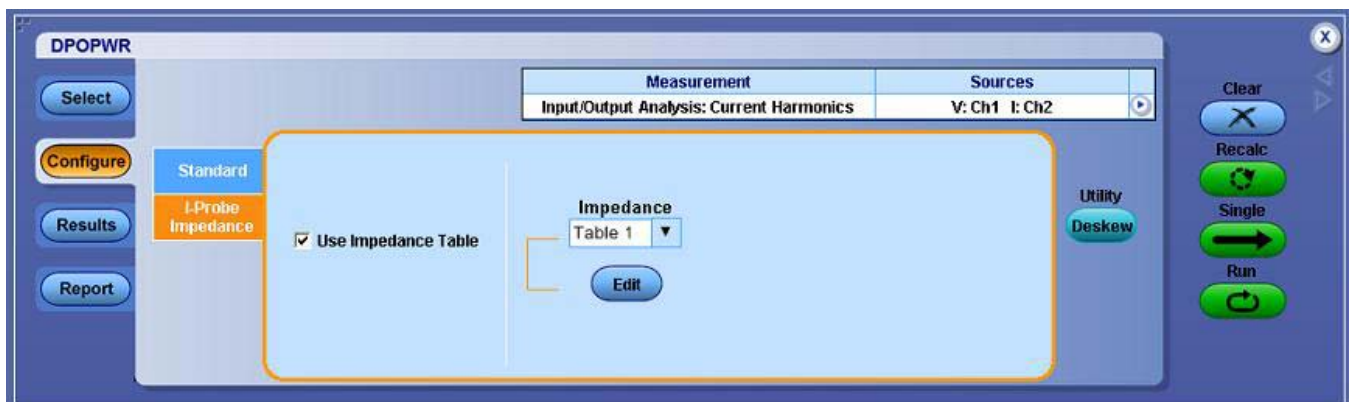 DPOPWR
X
Measurement Sources
Input/Output Analysis: Current Harmonics V: Ch1 I: Ch2
Select
Configure
Results
Report
Standard
I-Probe
Impedance
Use Impedance Table
Impedance
Table 1
Edit
Utility
Deskew
Clear
Recalc
Single
Run